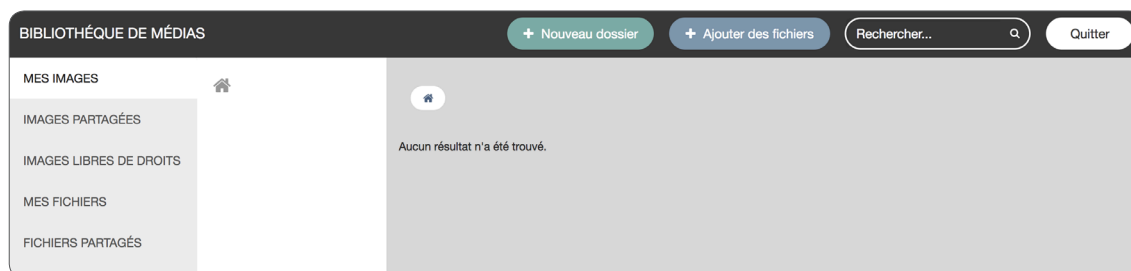 BIBLIOTHÉQUE DE MÉDIAS
+ Nouveau dossier
+ Ajouter des fichiers
Rechercher...
Quitter
MES IMAGES
IMAGES PARTAGÉES
IMAGES LIBRES DE DROITS
MES FICHIERS
FICHIERS PARTAGÉS
Aucun résultat n'a été trouvé.